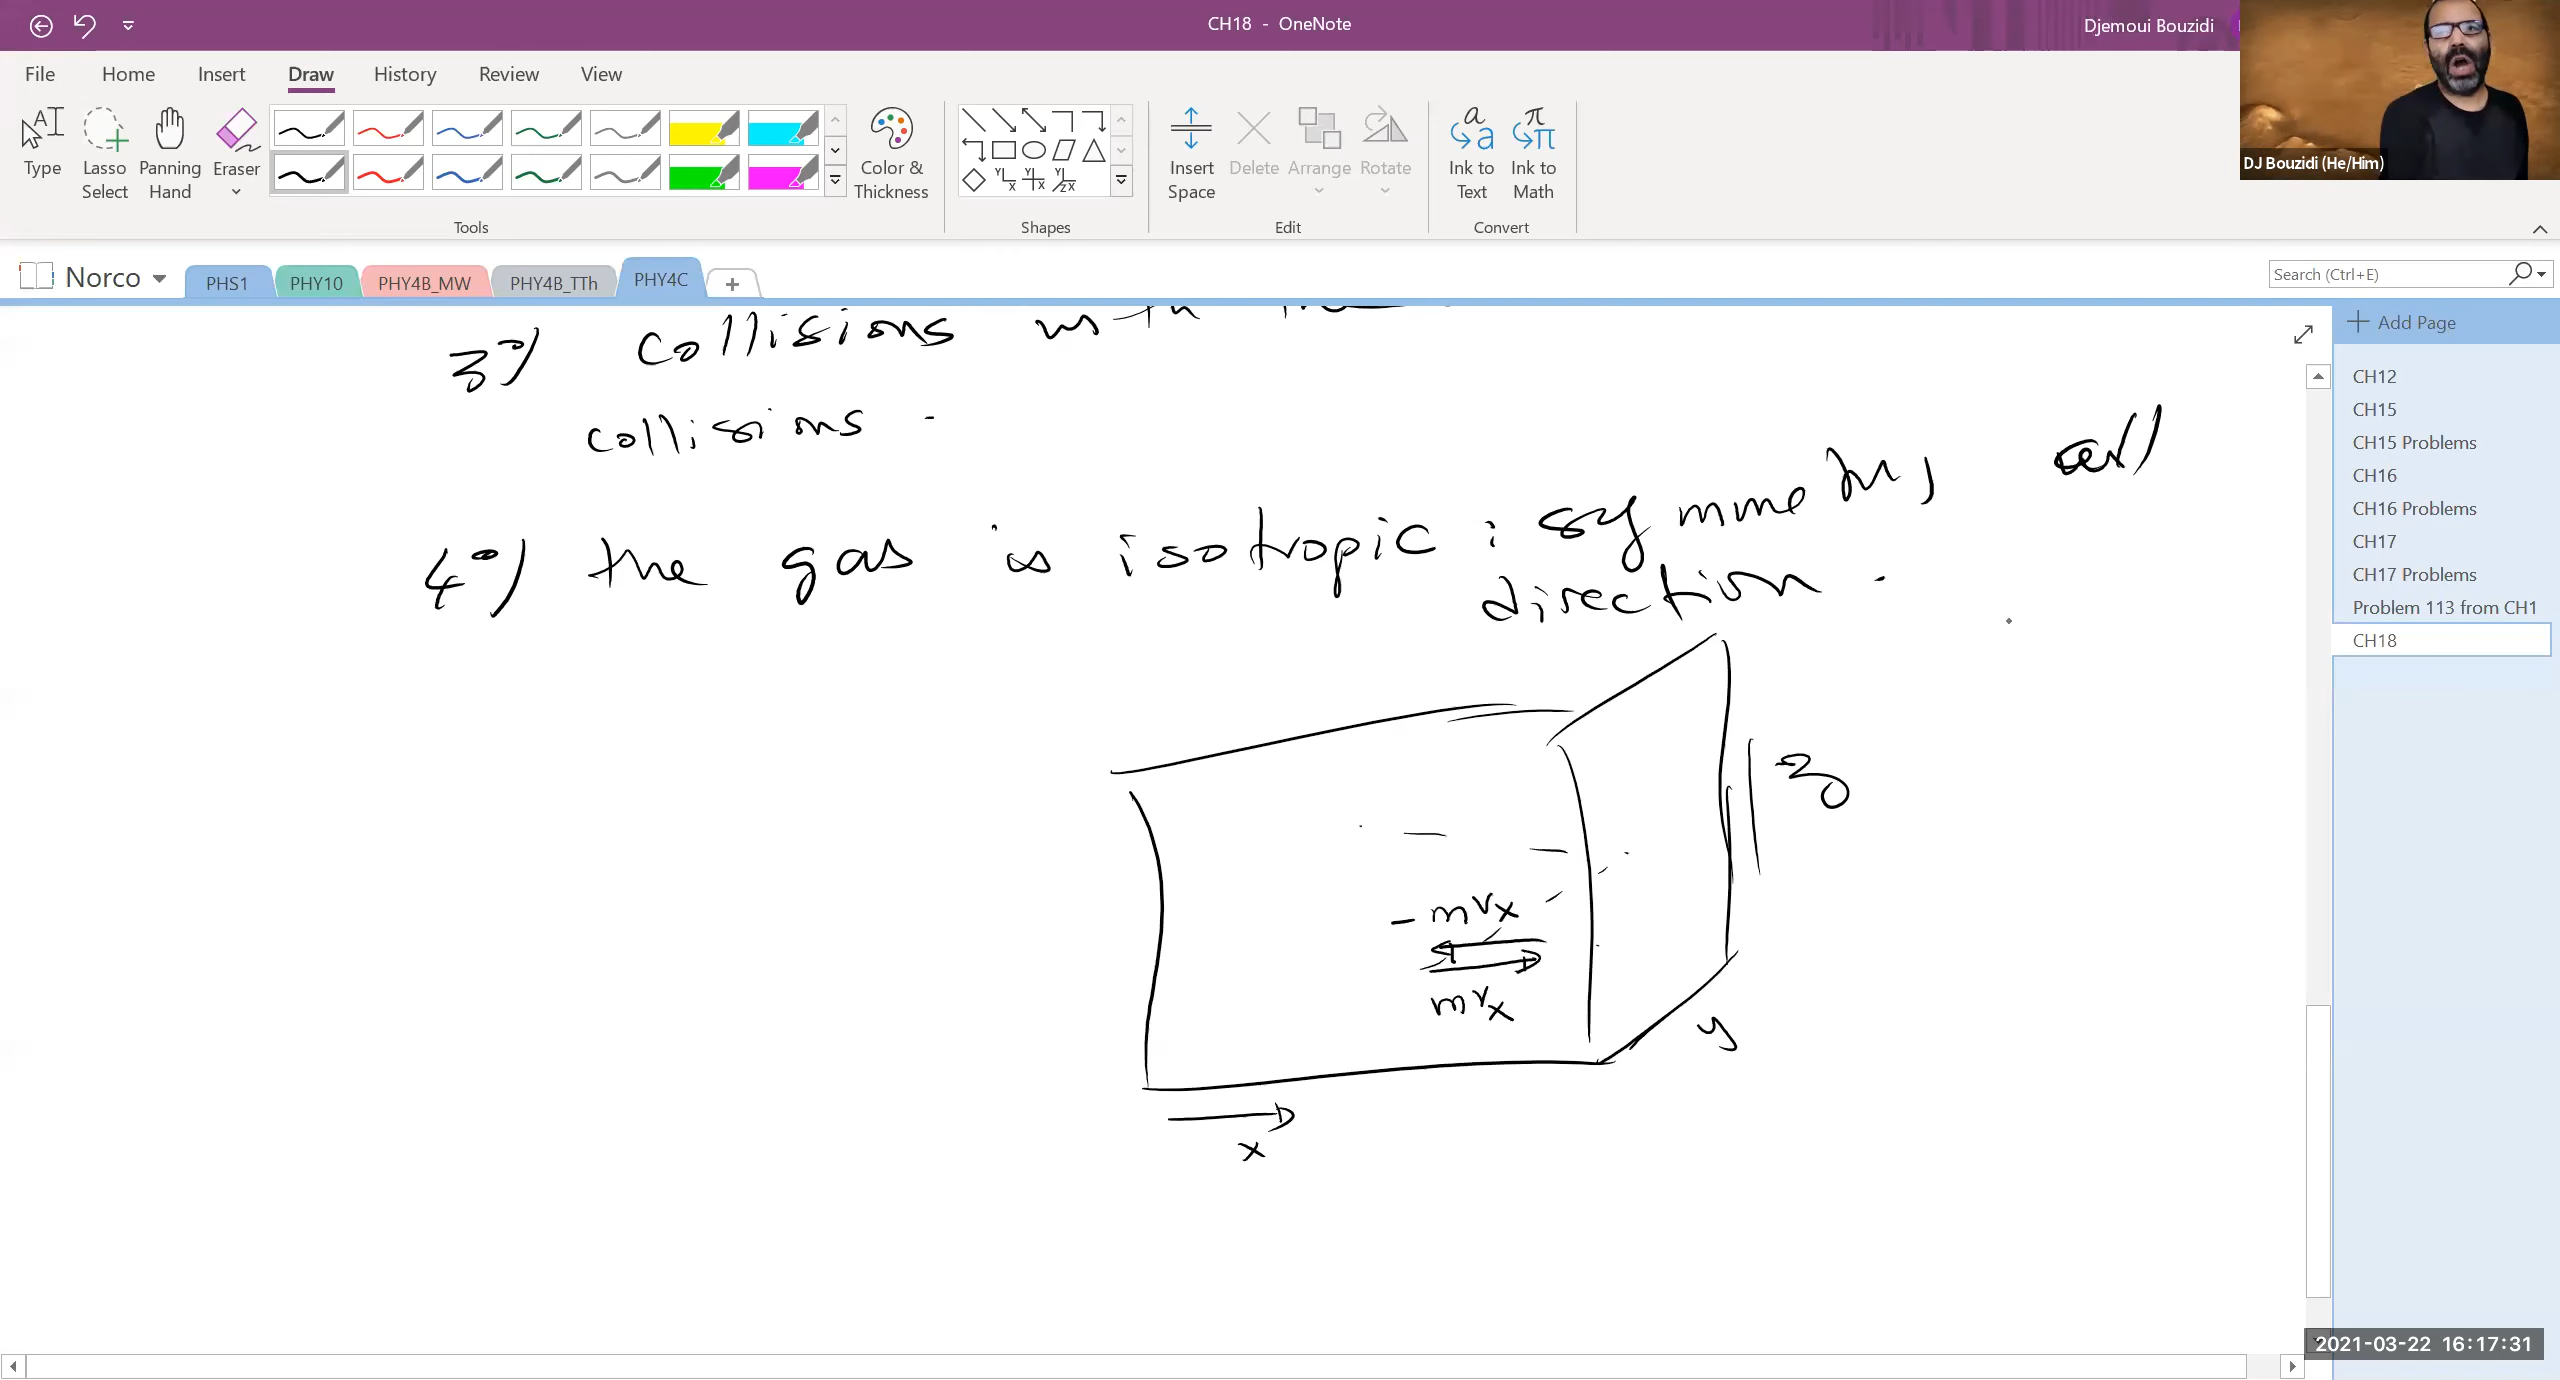 CH18 - OneNote
Djemoui Bouzidi
File Home Insert Draw History Review View
Type
Lasso Select
Panning Hand
Eraser
Color & Thickness
Insert Space
Delete
Arrange
Rotate
Ink to Text
Ink to Math
Tools
Shapes
Edit
Convert
DJ Bouzidi (He/Him)
Norco PHS1 PHY10 PHY4B_MW PHY4B_TTh PHY4C
Search (Ctrl+E)
Add Page
CH12
CH15
CH15 Problems
CH16
CH16 Problems
CH17
CH17 Problems
Problem 113 from CH1
CH18
3°) collisions with
collisions.
4°) the gas is isotropic : symmetry, all
direction.
z
- mvx
mvx
y
x
2021-03-22 16:17:31